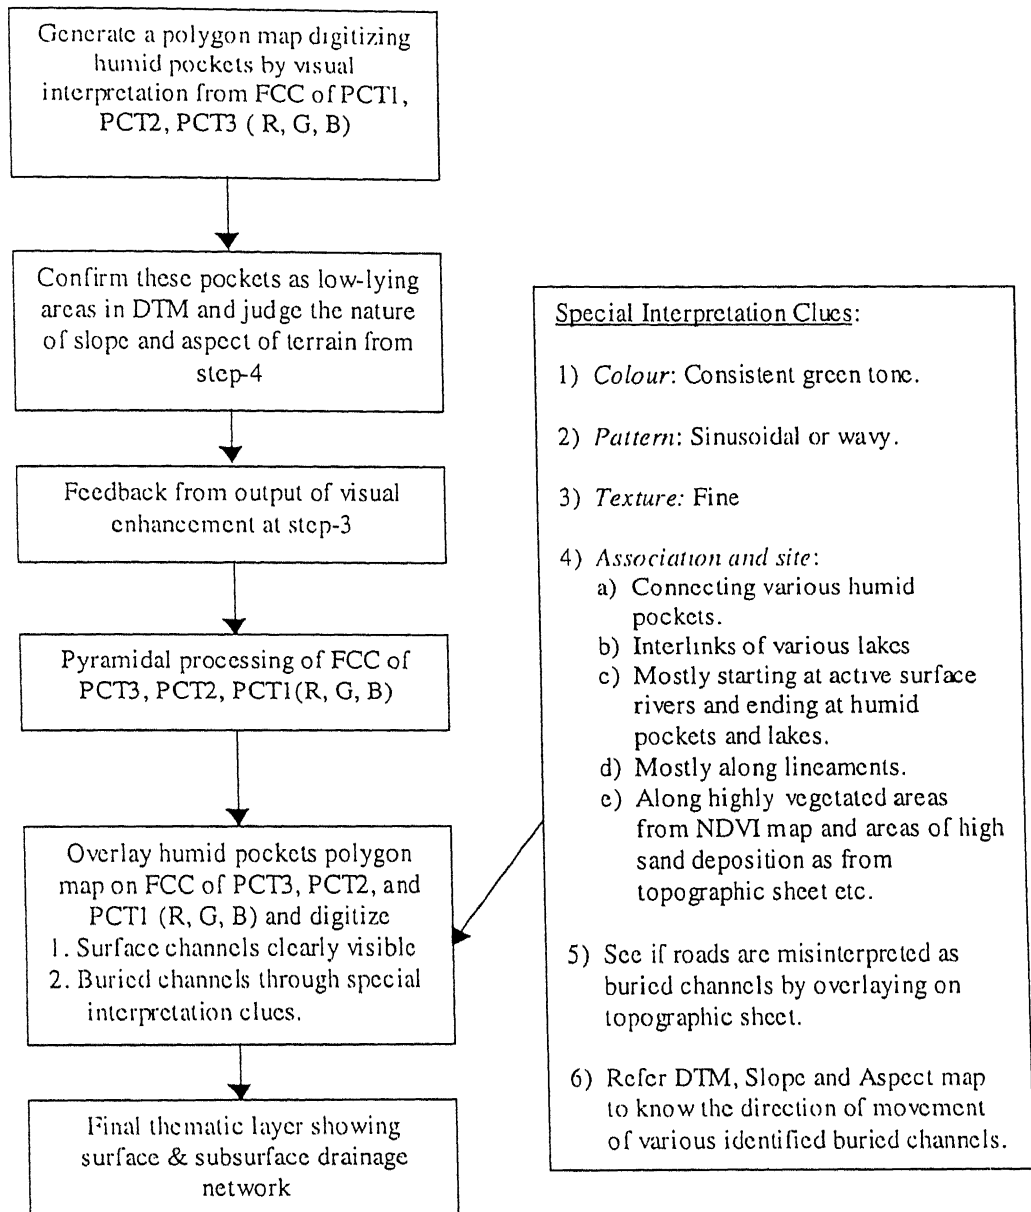 Generate a polygon map digitizing
humid pockets by visual
interpretation from FCC of PCT1,
PCT2, PCT3 ( R, G, B)
Confirm these pockets as low-lying
areas in DTM and judge the nature
of slope and aspect of terrain from
step-4
Feedback from output of visual
enhancement at step-3
Pyramidal processing of FCC of
PCT3, PCT2, PCT1(R, G, B)
Overlay humid pockets polygon
map on FCC of PCT3, PCT2, and
PCT1 (R, G, B) and digitize
1. Surface channels clearly visible
2. Buried channels through special
interpretation clues.
Final thematic layer showing
surface & subsurface drainage
network
Special Interpretation Clues:
1) Colour: Consistent green tone.
2) Pattern: Sinusoidal or wavy.
3) Texture: Fine
4) Association and site:
a) Connecting various humid
pockets.
b) Interlinks of various lakes
c) Mostly starting at active surface
rivers and ending at humid
pockets and lakes.
d) Mostly along lineaments.
e) Along highly vegetated areas
from NDVI map and areas of high
sand deposition as from
topographic sheet etc.
5) See if roads are misinterpreted as
buried channels by overlaying on
topographic sheet.
6) Refer DTM, Slope and Aspect map
to know the direction of movement
of various identified buried channels.